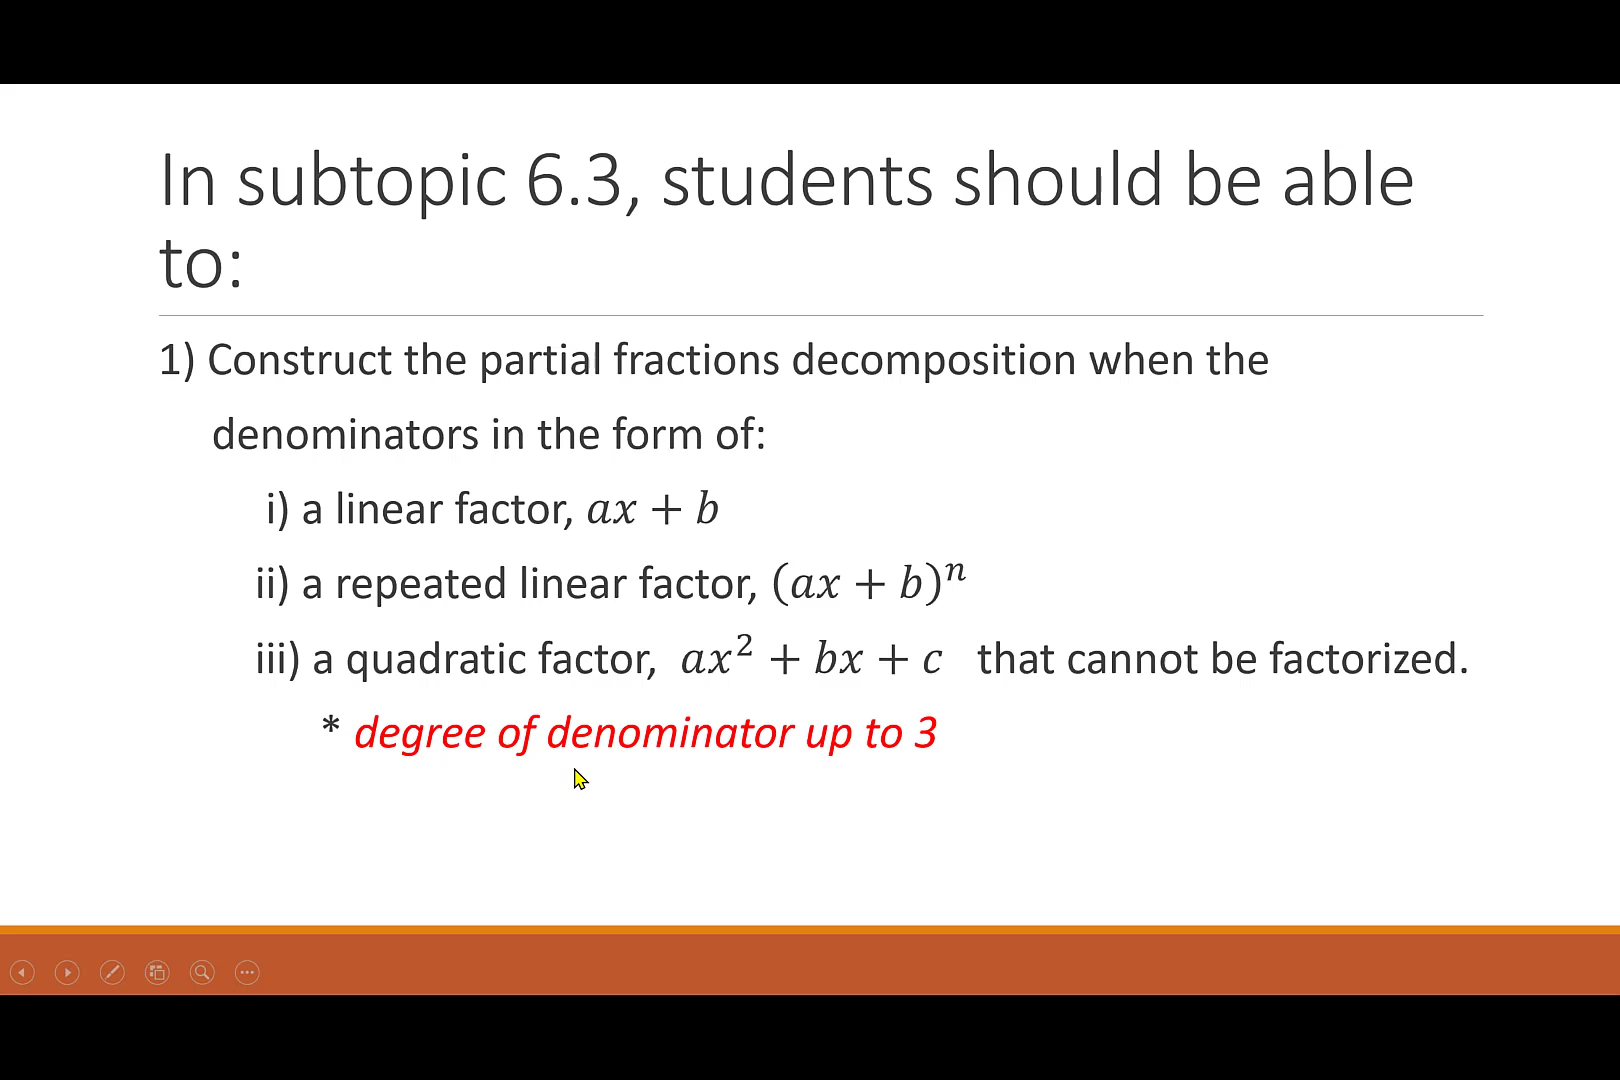 In subtopic 6.3, students should be able
to:
1) Construct the partial fractions decomposition when the
denominators in the form of:
i) a linear factor, 𝑎𝑥 + 𝑏
ii) a repeated linear factor, (𝑎𝑥 + 𝑏)ⁿ
iii) a quadratic factor, 𝑎𝑥² + 𝑏𝑥 + 𝑐 that cannot be factorized.
* degree of denominator up to 3